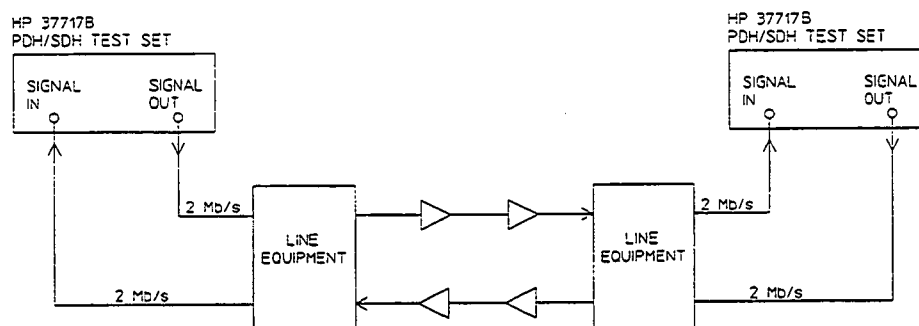 HP 37717B
PDH/SDH TEST SET
SIGNAL IN
SIGNAL OUT
HP 37717B
PDH/SDH TEST SET
SIGNAL IN
SIGNAL OUT
2 Mb/s
LINE EQUIPMENT
LINE EQUIPMENT
2 Mb/s
2 Mb/s
2 Mb/s